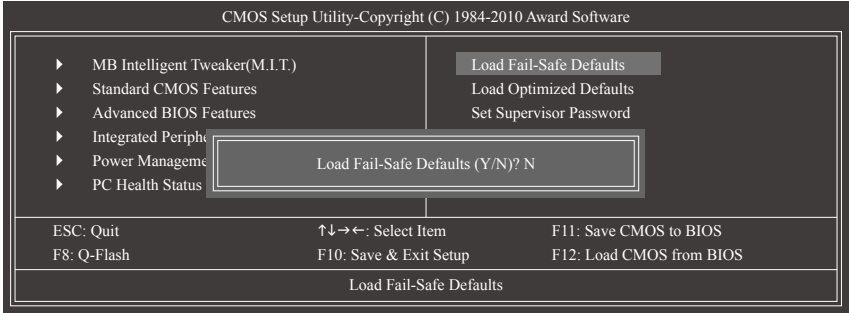 CMOS Setup Utility-Copyright (C) 1984-2010 Award Software
MB Intelligent Tweaker(M.I.T.)
Standard CMOS Features
Advanced BIOS Features
Integrated Periphe
Power Manageme
PC Health Status
Load Fail-Safe Defaults
Load Optimized Defaults
Set Supervisor Password
Load Fail-Safe Defaults (Y/N)? N
ESC: Quit ↑↓→←: Select Item F11: Save CMOS to BIOS
F8: Q-Flash F10: Save & Exit Setup F12: Load CMOS from BIOS
Load Fail-Safe Defaults